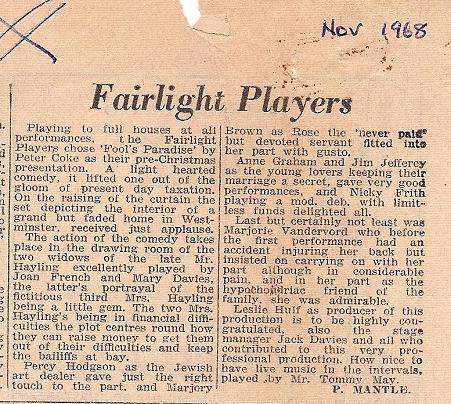 Nov 1968
Fairlight Players
Playing to full houses at all
performances, the Fairlight
Players chose 'Fool's Paradise' by
Peter Coke as their pre-Christmas
presentation. A light hearted
comedy, it lifted one out of the
gloom of present day taxation.
On the raising of the curtain the
set depicting the interior of a
grand but faded home in West-
minster, received just applause.
The action of the comedy takes
place in the drawing room of the
two widows of the late Mr.
Hayling excellently played by
Joan French and Mary Davies,
the latter's portrayal of the
fictitious third Mrs. Hayling
being a little gem. The two Mrs.
Hayling's being in financial diffi-
culties the plot centres round how
they can raise money to get them
out of their difficulties and keep
the bailiffs at bay.
Percy Hodgson as the Jewish
art dealer gave just the right
touch to the part, and Marjory
Brown as Rose the 'never paid'
but devoted servant fitted into
her part with gusto.
Anne Graham and Jim Jefferey
as the young lovers keeping their
marriage a secret, gave very good
performances, and Nicky Frith
playing a mod. deb. with limit-
less funds delighted all.
Last but certainly not least was
Marjorie Vandervord who before
the first performance had an
accident injuring her back but
insisted on carrying on with her
part although in considerable
pain, and in her part as the
hypochondriac friend of the
family, she was admirable.
Leslie Hulf as producer of this
production is to be highly con-
gratulated, also the stage
manager Jack Davies and all who
contributed to this very pro-
fessional production. How nice to
have live music in the intervals,
played by Mr. Tommy May.
P. MANTLE.